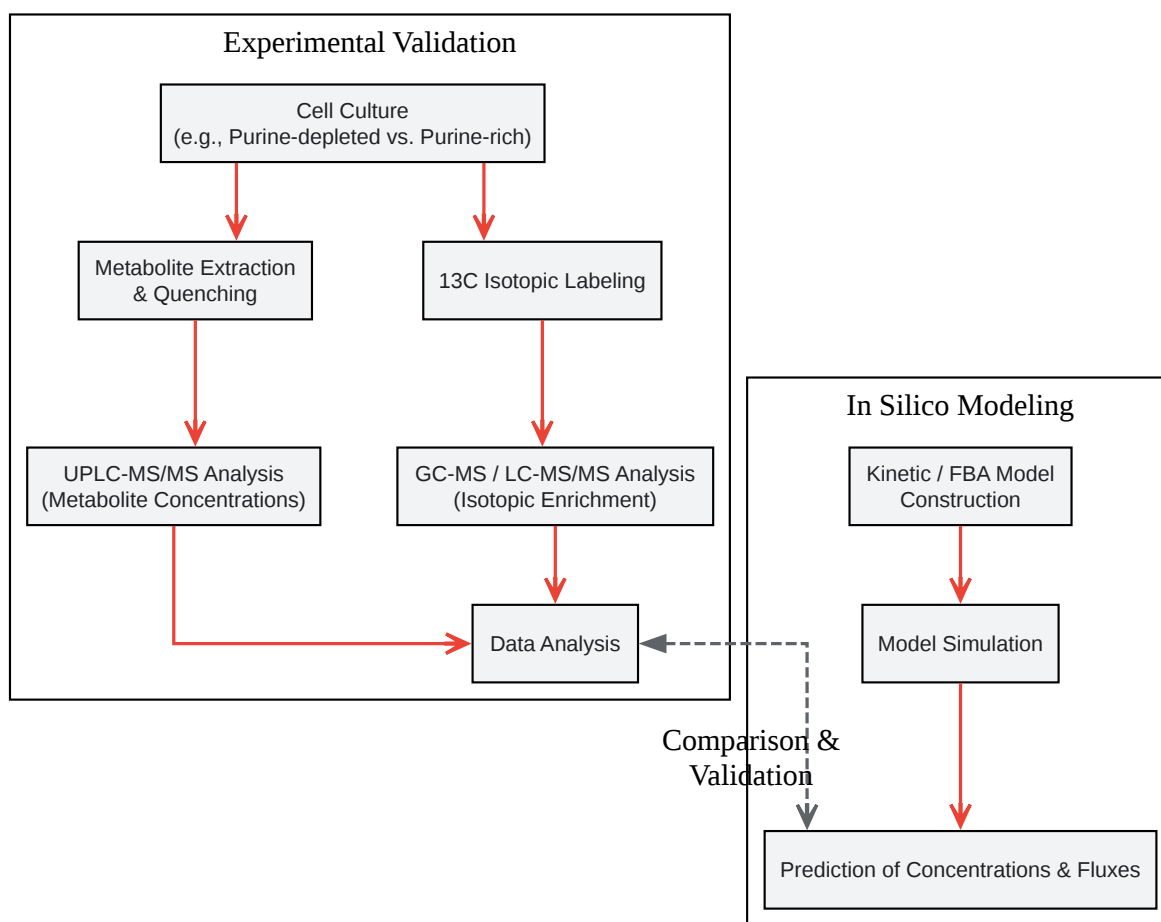 Experimental Validation
Cell Culture
(e.g., Purine-depleted vs. Purine-rich)
Metabolite Extraction
& Quenching
13C Isotopic Labeling
UPLC-MS/MS Analysis
(Metabolite Concentrations)
GC-MS / LC-MS/MS Analysis
(Isotopic Enrichment)
Data Analysis
In Silico Modeling
Kinetic / FBA Model
Construction
Model Simulation
Comparison &
Validation
Prediction of Concentrations & Fluxes